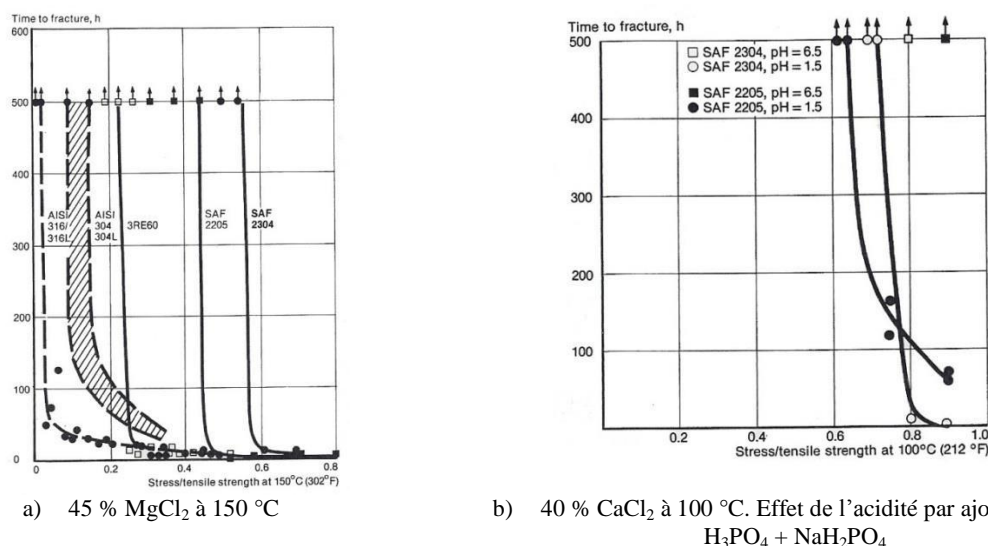 Time to fracture, h
600
500
400
300
200
100
0
AISI
316/
316L
AISI
304
304L
3RE60
SAF
2205
SAF
2304
0 0.2 0.4 0.6 0.8
Stress/tensile strength at 150°C (302°F)
a) 45 % MgCl₂ à 150 °C
Time to fracture, h
500
400
300
200
100
□ SAF 2304, pH = 6.5
○ SAF 2304, pH = 1.5
■ SAF 2205, pH = 6.5
● SAF 2205, pH = 1.5
0.2 0.4 0.6 0.8 1.0
Stress/tensile strength at 100°C (212 °F)
b) 40 % CaCl₂ à 100 °C. Effet de l’acidité par ajo
H₃PO₄ + NaH₂PO₄